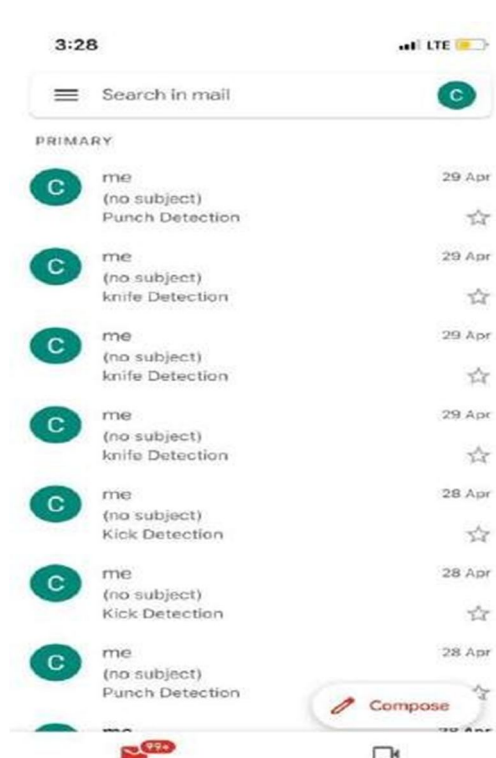 3:28 LTE
Search in mail C
PRIMARY
C me 29 Apr
(no subject)
Punch Detection
C me 29 Apr
(no subject)
knife Detection
C me 29 Apr
(no subject)
knife Detection
C me 29 Apr
(no subject)
knife Detection
C me 28 Apr
(no subject)
Kick Detection
C me 28 Apr
(no subject)
Kick Detection
C me 28 Apr
(no subject)
Punch Detection
Compose
me 28 Apr
99+